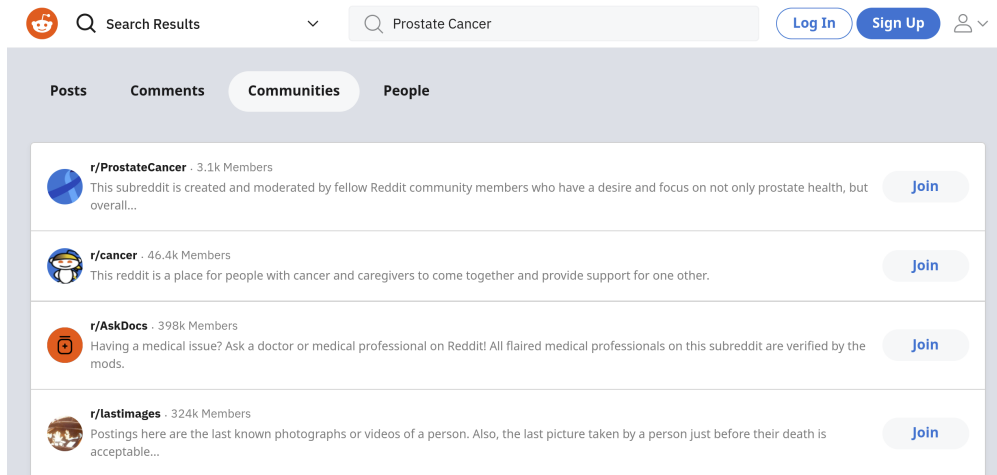 Search Results
Prostate Cancer
Log In
Sign Up
Posts
Comments
Communities
People
r/ProstateCancer · 3.1k Members
This subreddit is created and moderated by fellow Reddit community members who have a desire and focus on not only prostate health, but
overall...
Join
r/cancer · 46.4k Members
This reddit is a place for people with cancer and caregivers to come together and provide support for one other.
Join
r/AskDocs · 398k Members
Having a medical issue? Ask a doctor or medical professional on Reddit! All flaired medical professionals on this subreddit are verified by the
mods.
Join
r/lastimages · 324k Members
Postings here are the last known photographs or videos of a person. Also, the last picture taken by a person just before their death is
acceptable...
Join